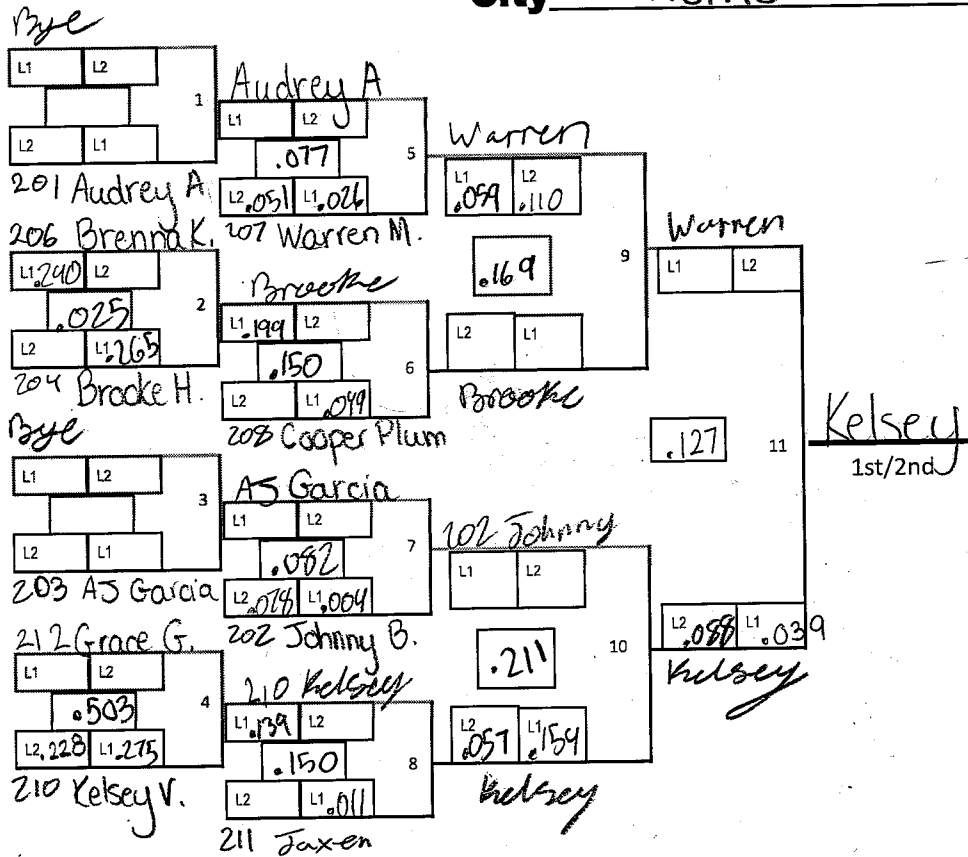 City
Bye
L1 L2
1
L2 L1
201 Audrey A.
206 Brenna K.
L1 .240 L2
.025
2
L2 L1 .265
204 Brooke H.
Bye
L1 L2
3
L2 L1
203 AJ Garcia
212 Grace G.
L1 L2
.503
4
L2 .228 L1 .275
210 Kelsey V.
Audrey A
L1 L2
.077
5
L2 .051 L1 .026
207 Warren M.
Brooke
L1 .199 L2
.150
6
L2 L1 .049
208 Cooper Plum
AJ Garcia
L1 L2
.082
7
L2 .078 L1 .004
202 Johnny B.
210 Kelsey
L1 .139 L2
.150
8
L2 L1 .011
211 Jaxen
Warren
L1 .059 L2 .110
.169
9
L2 L1
Brooke
202 Johnny
L1 L2
.211
10
L2 .057 L1 .154
Kelsey
Warren
L1 L2
.127
11
L2 .088 L1 .039
Kelsey
Kelsey
1st/2nd